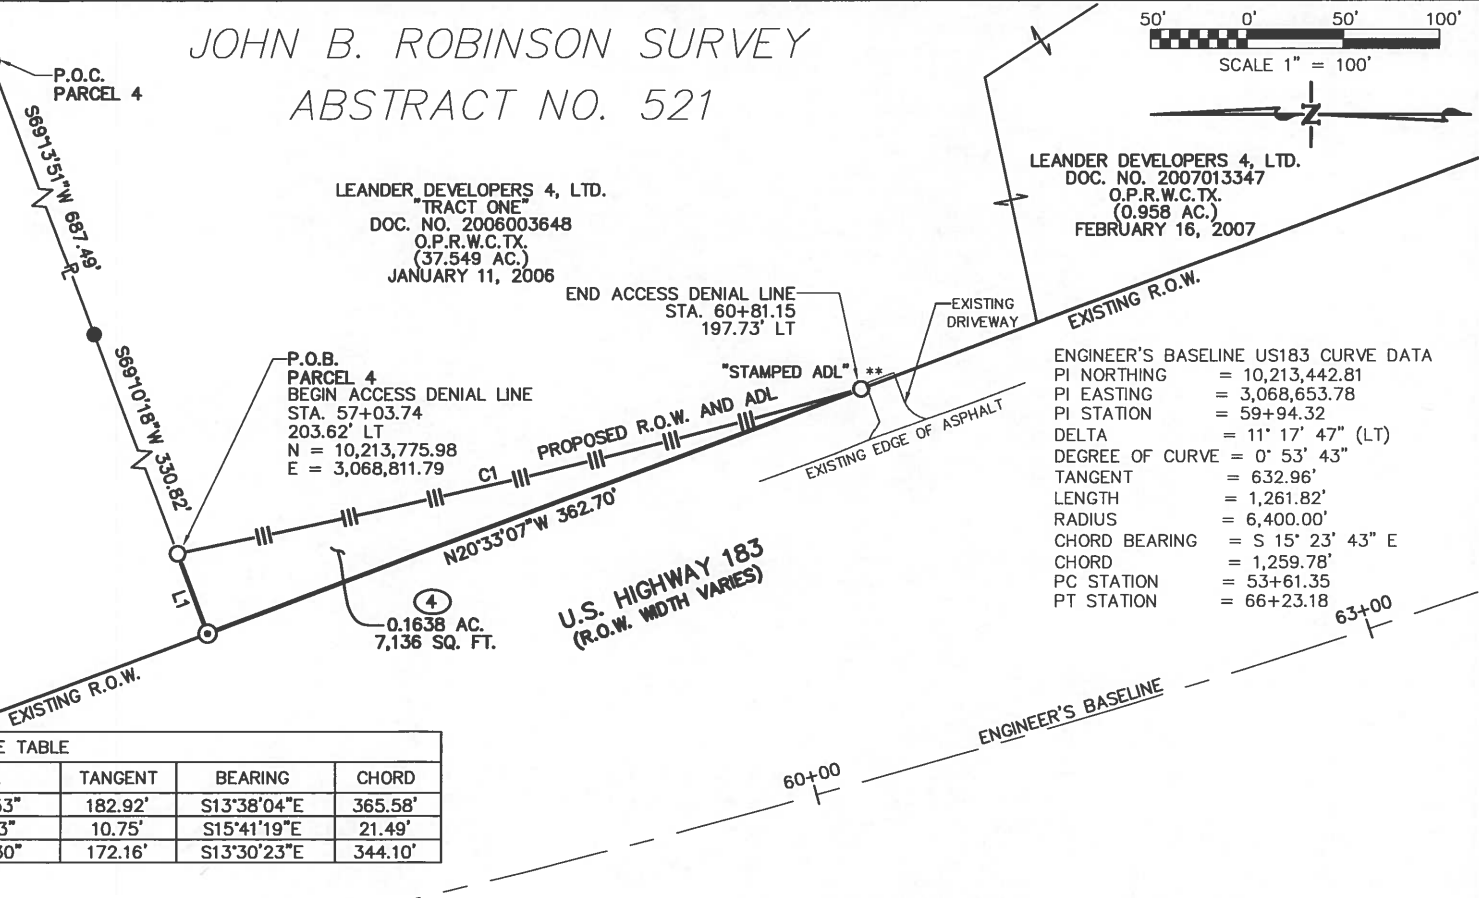 JOHN B. ROBINSON SURVEY
ABSTRACT NO. 521
50' 0' 50' 100'
SCALE 1" = 100'
N
P.O.C.
PARCEL 4
S69°13'51"W 687.49'
S69°10'18"W 330.82'
LEANDER DEVELOPERS 4, LTD.
"TRACT ONE"
DOC. NO. 2006003648
O.P.R.W.C.TX.
(37.549 AC.)
JANUARY 11, 2006
LEANDER DEVELOPERS 4, LTD.
DOC. NO. 2007013347
O.P.R.W.C.TX.
(0.958 AC.)
FEBRUARY 16, 2007
END ACCESS DENIAL LINE
STA. 60+81.15
197.73' LT
EXISTING
DRIVEWAY
EXISTING R.O.W.
P.O.B.
PARCEL 4
BEGIN ACCESS DENIAL LINE
STA. 57+03.74
203.62' LT
N = 10,213,775.98
E = 3,068,811.79
"STAMPED ADL" **
PROPOSED R.O.W. AND ADL
C1
EXISTING EDGE OF ASPHALT
N20°33'07"W 362.70'
L1
4
0.1638 AC.
7,136 SQ. FT.
U.S. HIGHWAY 183
(R.O.W. WIDTH VARIES)
ENGINEER'S BASELINE US183 CURVE DATA
PI NORTHING = 10,213,442.81
PI EASTING = 3,068,653.78
PI STATION = 59+94.32
DELTA = 11° 17' 47" (LT)
DEGREE OF CURVE = 0° 53' 43"
TANGENT = 632.96'
LENGTH = 1,261.82'
RADIUS = 6,400.00'
CHORD BEARING = S 15° 23' 43" E
CHORD = 1,259.78'
PC STATION = 53+61.35
PT STATION = 66+23.18
63+00
ENGINEER'S BASELINE
60+00
EXISTING R.O.W.
E TABLE
TANGENT BEARING CHORD
53" 182.92' S13°38'04"E 365.58'
3" 10.75' S15°41'19"E 21.49'
30" 172.16' S13°30'23"E 344.10'